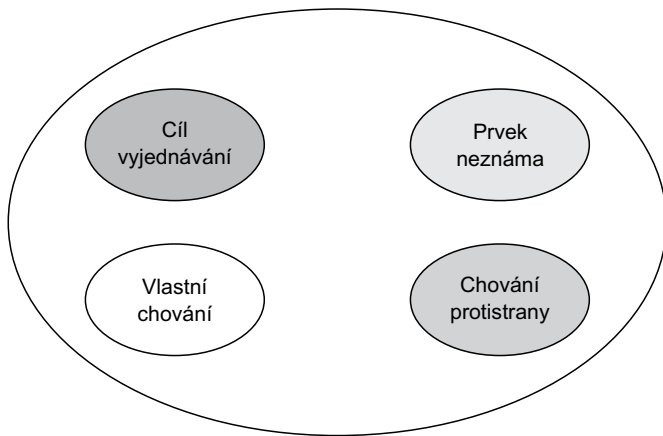 Cíl
vyjednávání
Prvek
neznáma
Vlastní
chování
Chování
protistrany